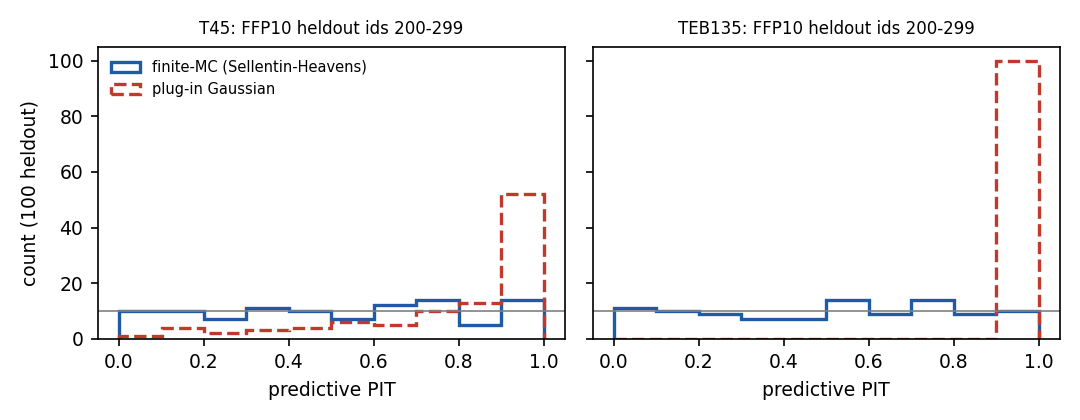 T45: FFP10 heldout ids 200-299
TEB135: FFP10 heldout ids 200-299
finite-MC (Sellentin-Heavens)
plug-in Gaussian
count (100 heldout)
100
80
60
40
20
0
0.0 0.2 0.4 0.6 0.8 1.0
0.0 0.2 0.4 0.6 0.8 1.0
predictive PIT
predictive PIT